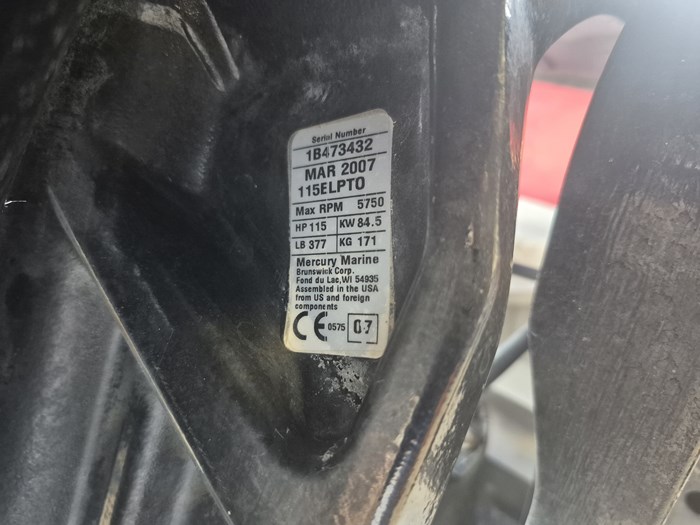 Serial Number
1B473432
MAR 2007
115ELPTO
Max RPM 5750
HP 115 KW 84.5
LB 377 KG 171
Mercury Marine
Brunswick Corp.
Fond du Lac,WI 54935
Assembled in the USA
from US and foreign
components
CE 0575 07